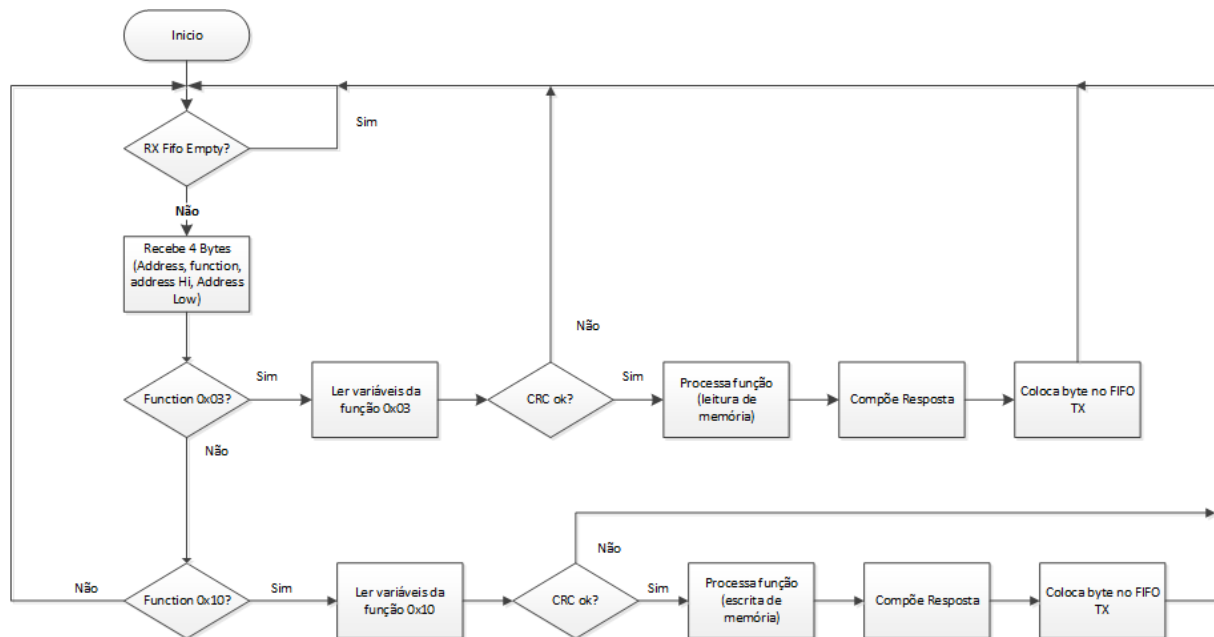 Inicio
Sim
RX Fifo Empty?
Não
Recebe 4 Bytes
(Address, function,
address Hi, Address
Low)
Não
Function 0x03?
Sim
Ler variáveis da
função 0x03
CRC ok?
Sim
Processa função
(leitura de
memória)
Compõe Resposta
Coloca byte no FIFO
TX
Não
Não
Não
Function 0x10?
Sim
Ler variáveis da
função 0x10
CRC ok?
Sim
Processa função
(escrita de
memória)
Compõe Resposta
Coloca byte no FIFO
TX